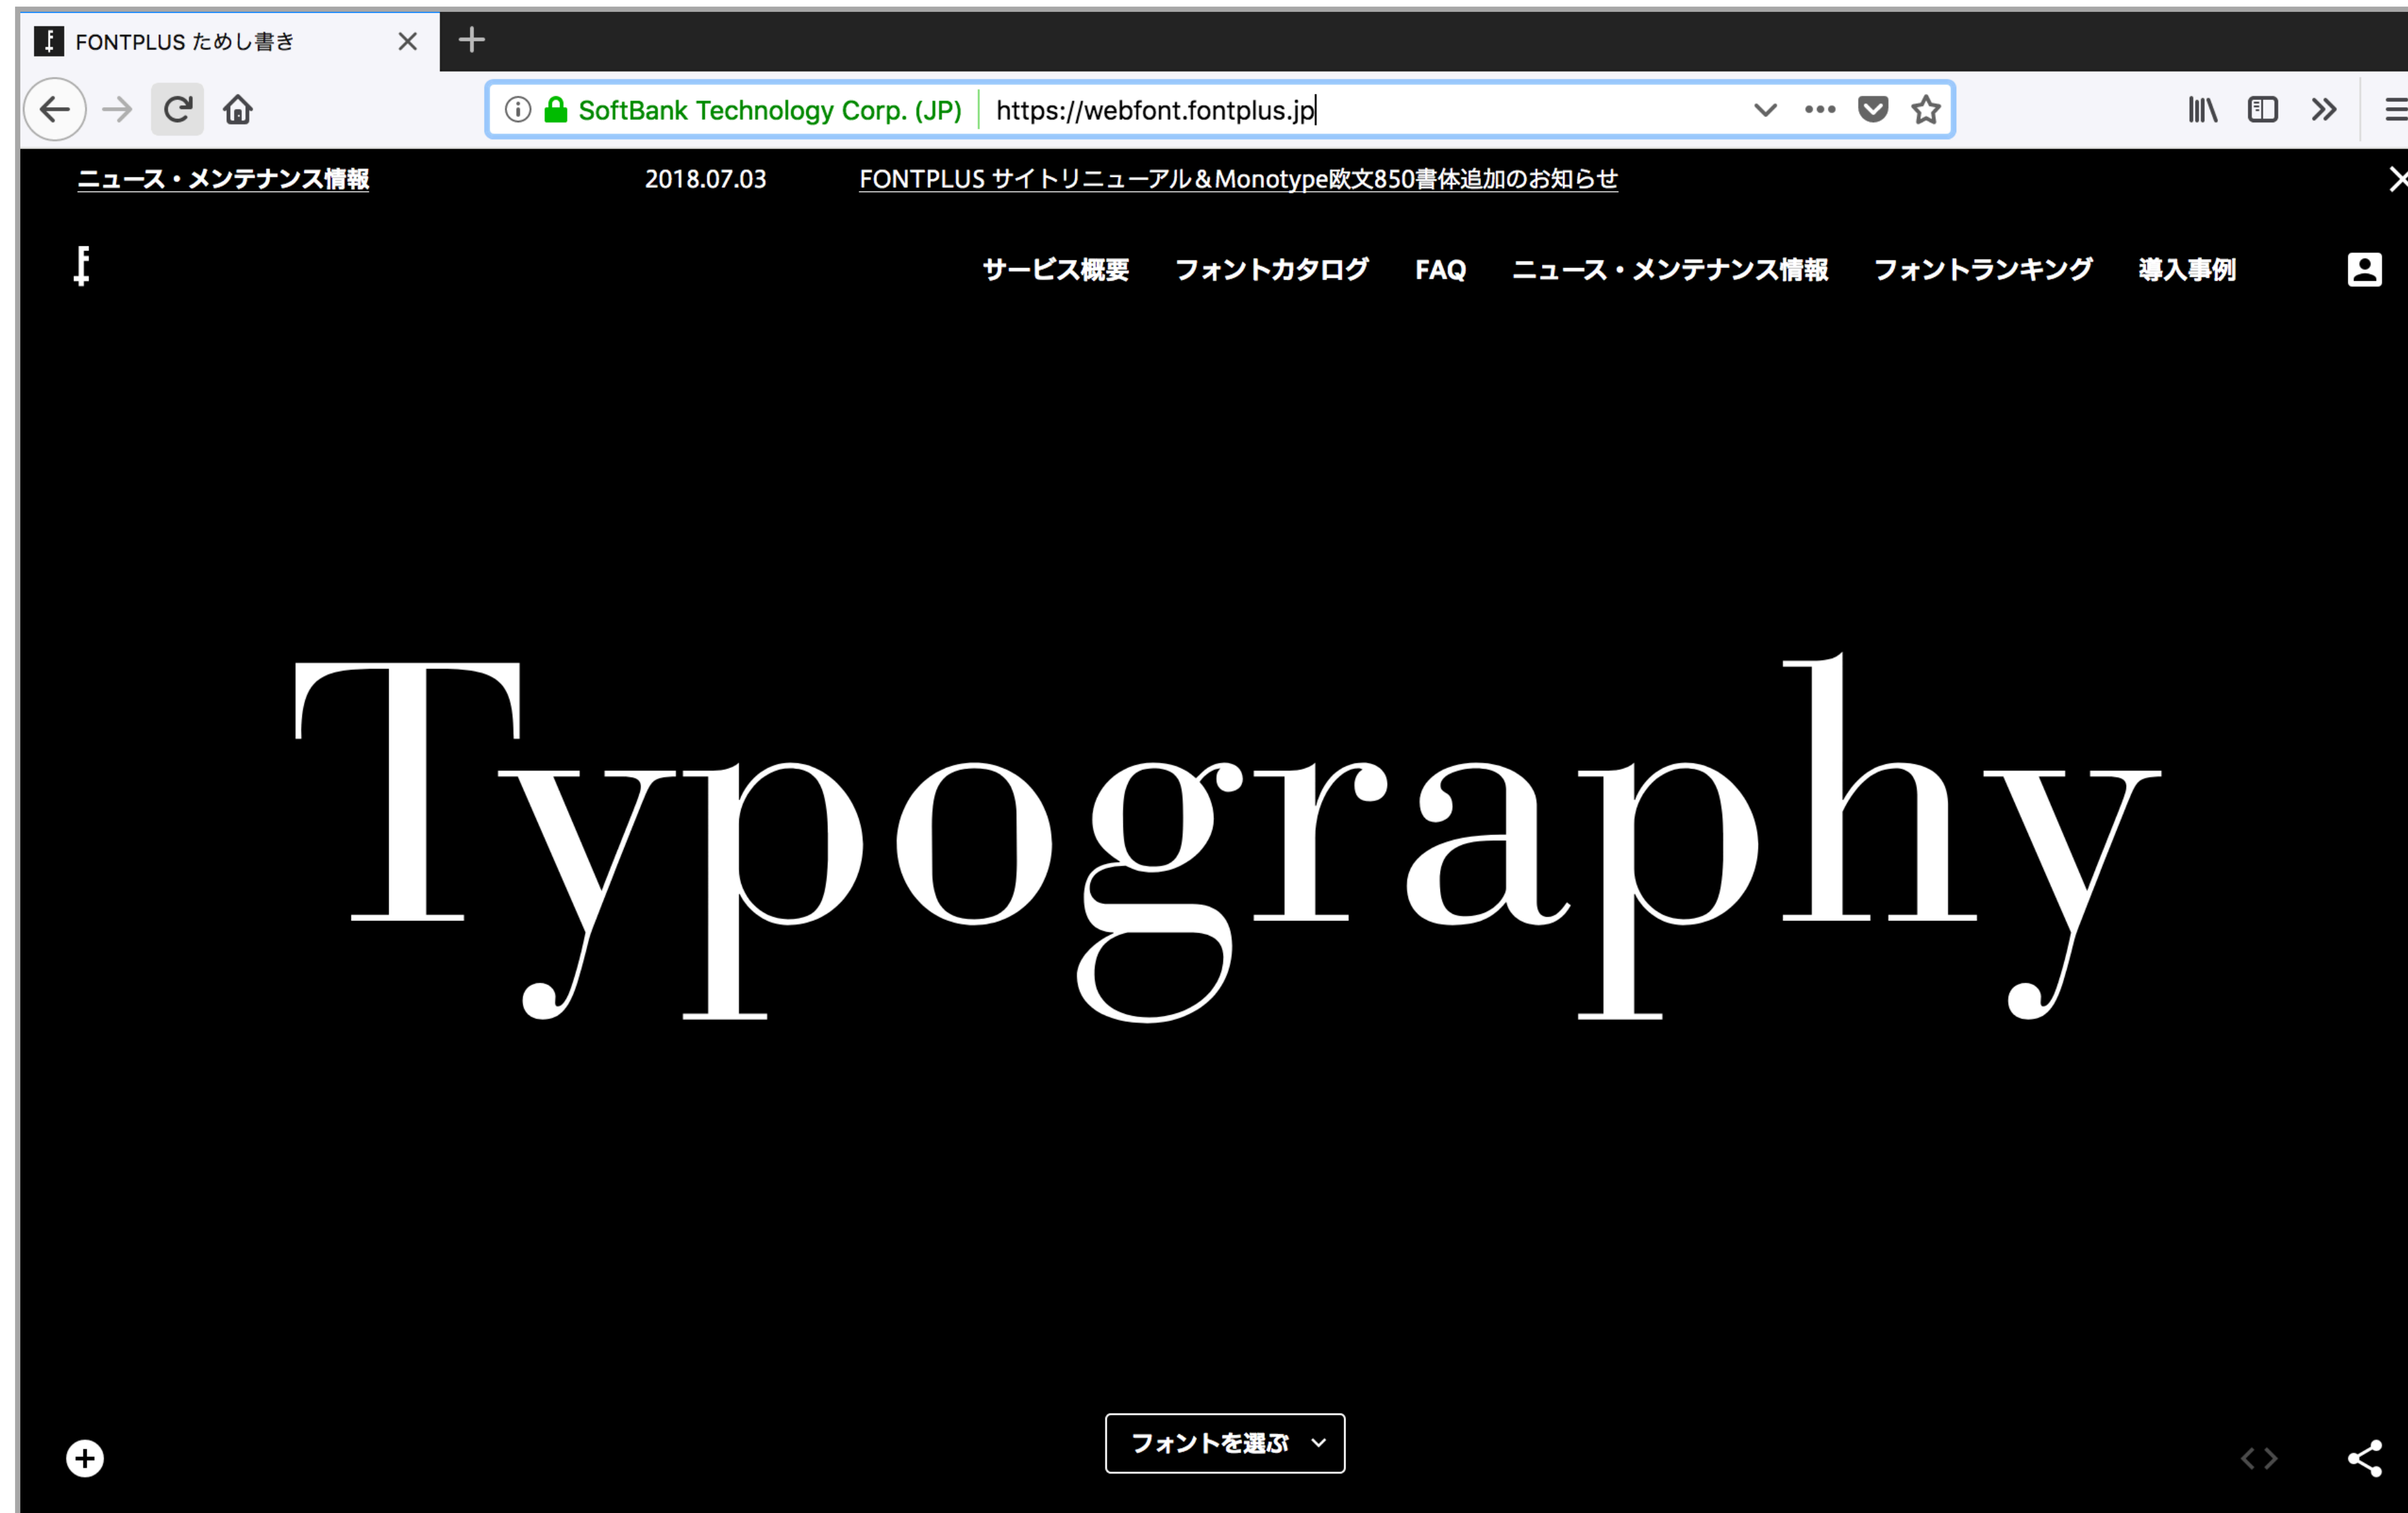 FONTPLUS ためし書き
SoftBank Technology Corp. (JP) https://webfont.fontplus.jp
ニュース・メンテナンス情報 2018.07.03 FONTPLUS サイトリニューアル＆Monotype欧文850書体追加のお知らせ
サービス概要 フォントカタログ FAQ ニュース・メンテナンス情報 フォントランキング 導入事例
Typography
フォントを選ぶ